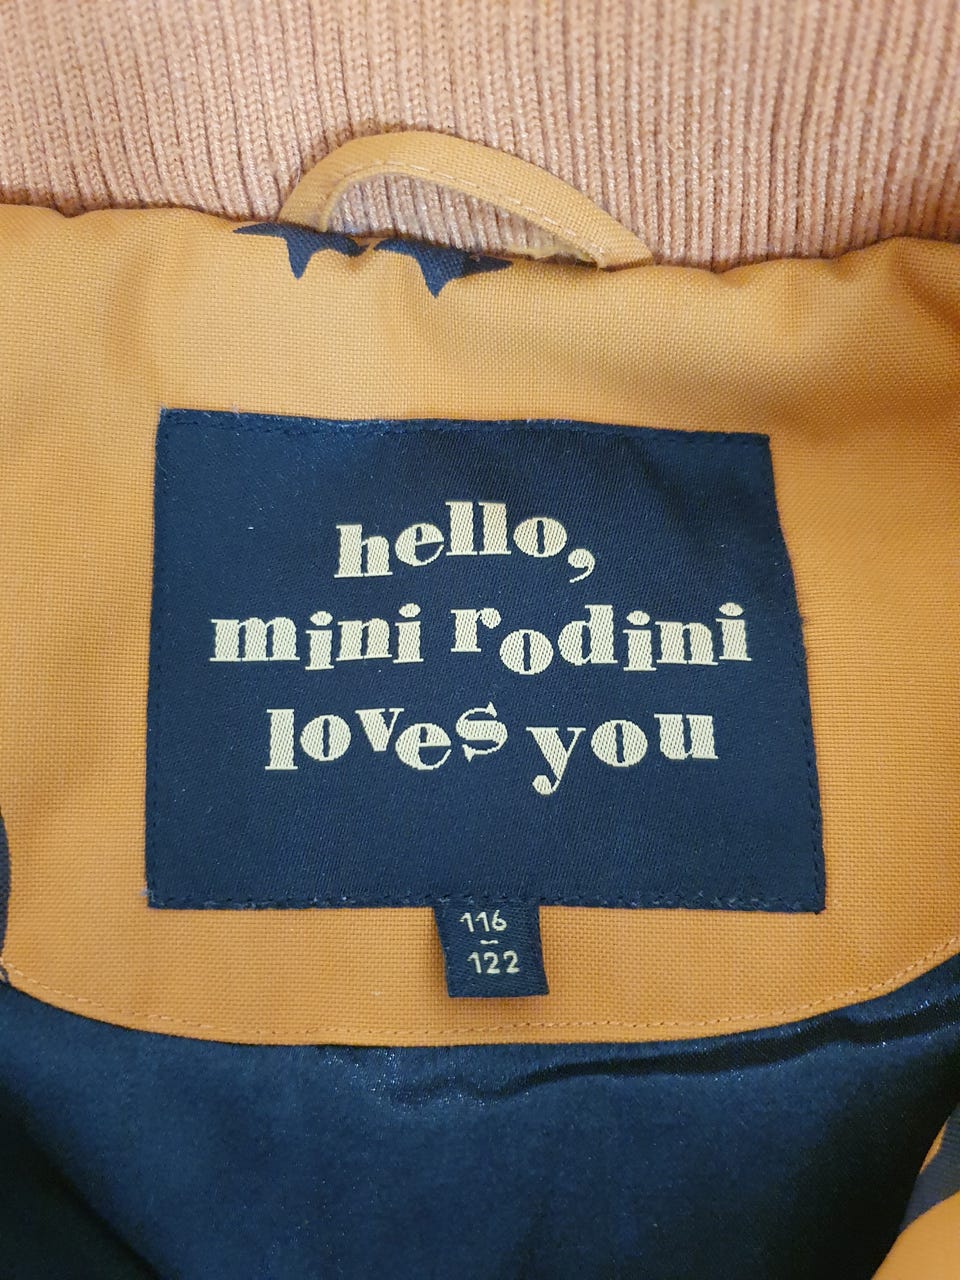 hello,
mini rodini
loves you
116
–
122